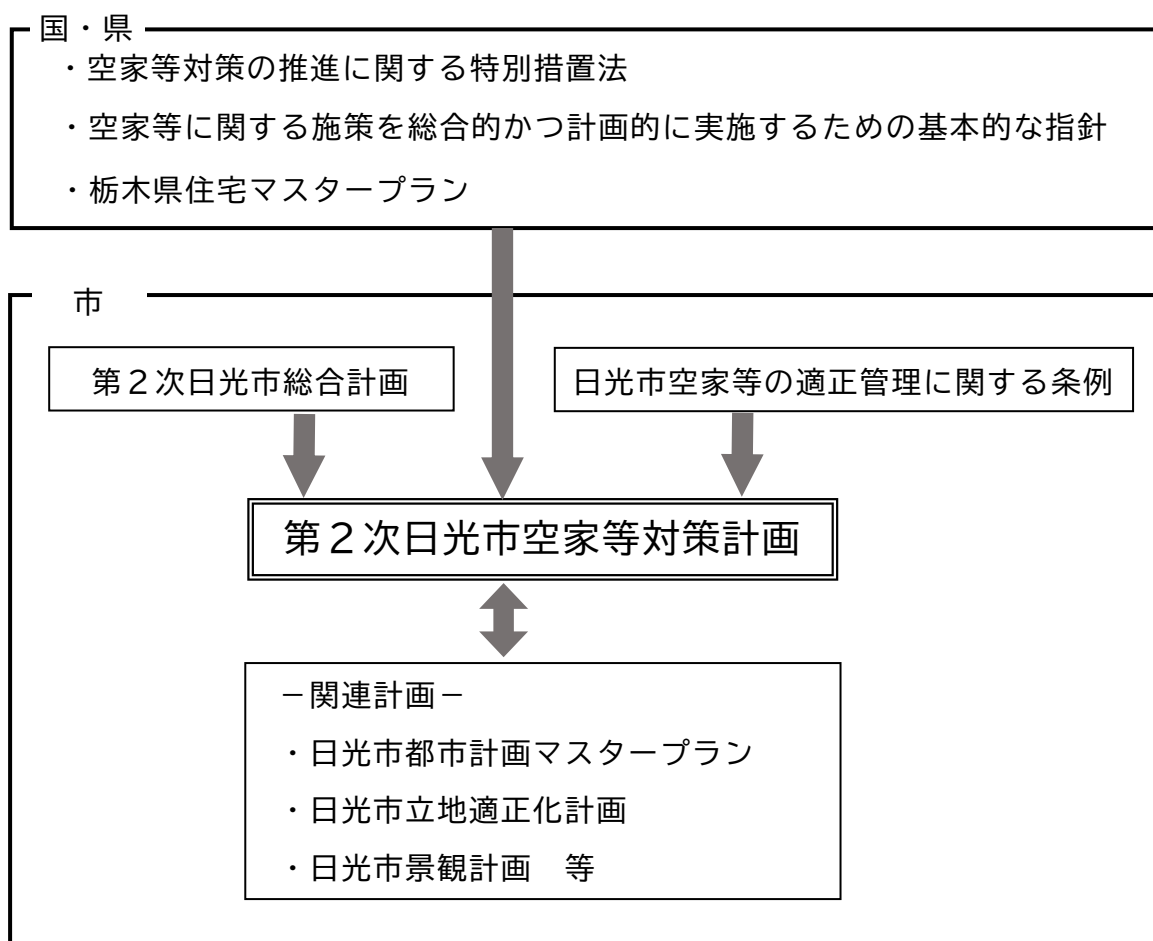 国・県
・空家等対策の推進に関する特別措置法
・空家等に関する施策を総合的かつ計画的に実施するための基本的な指針
・栃木県住宅マスタープラン
市
第２次日光市総合計画
日光市空家等の適正管理に関する条例
第２次日光市空家等対策計画
－関連計画－
・日光市都市計画マスタープラン
・日光市立地適正化計画
・日光市景観計画　等